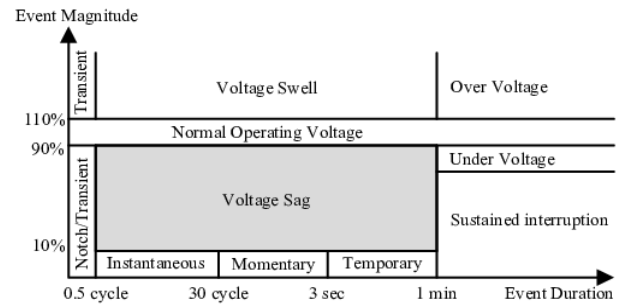 Event Magnitude
Transient
Voltage Swell
Over Voltage
110%
Normal Operating Voltage
90%
Under Voltage
Notch/Transient
Voltage Sag
Sustained interruption
10%
Instantaneous
Momentary
Temporary
0.5 cycle
30 cycle
3 sec
1 min
Event Duration